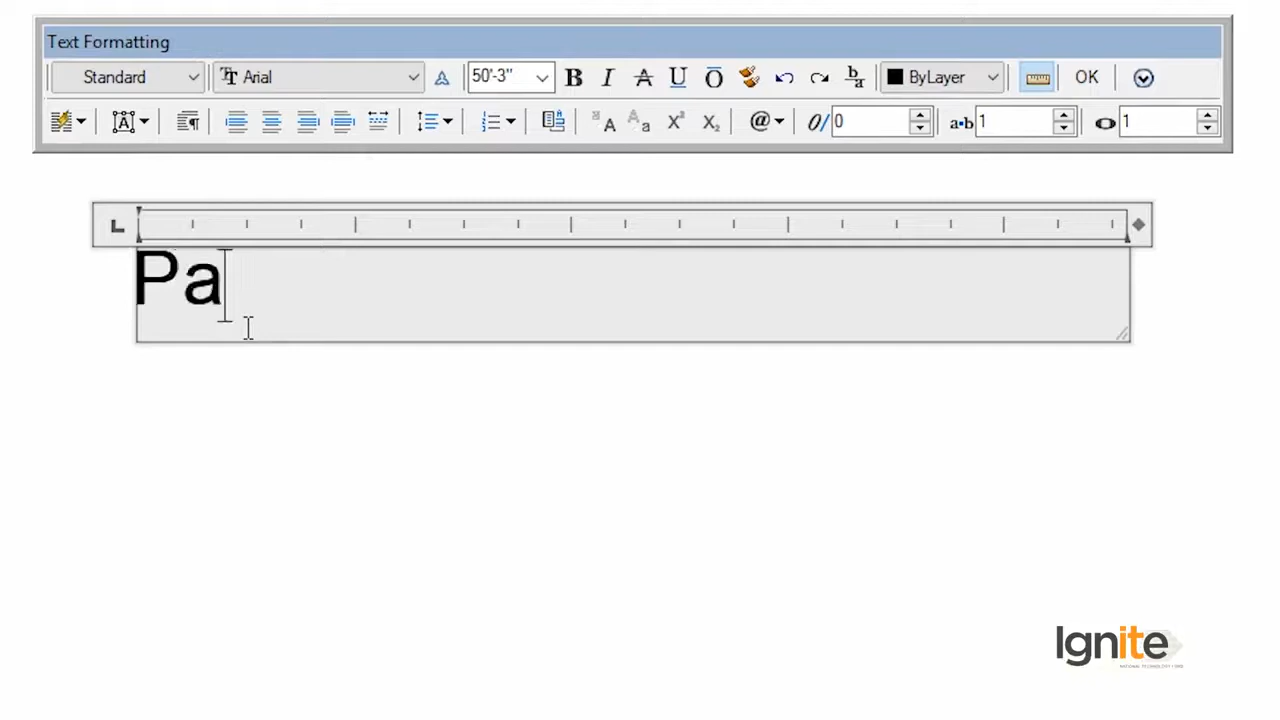 Text Formatting
Standard Arial 50'-3" B I A U O b/a ByLayer OK
@ 0/ 0 a•b 1 1
Pa
Ignite